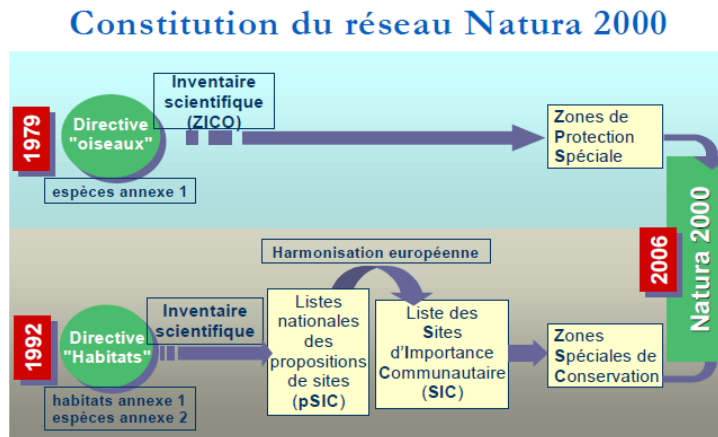 Constitution du réseau Natura 2000
1979
Directive
"oiseaux"
espèces annexe 1
Inventaire
scientifique
(ZICO)
Zones de
Protection
Spéciale
Natura 2000
2006
1992
Directive
"Habitats"
habitats annexe 1
espèces annexe 2
Inventaire
scientifique
Harmonisation européenne
Listes
nationales
des
propositions
de sites
(pSIC)
Liste des
Sites
d'Importance
Communautaire
(SIC)
Zones
Spéciales de
Conservation